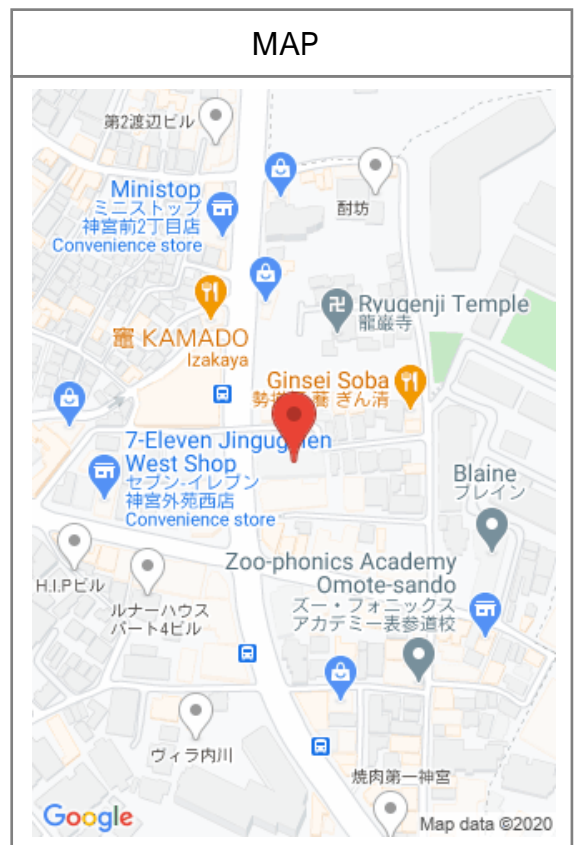 MAP
第2渡辺ビル
Ministop
ミニストップ
神宮前2丁目店
Convenience store
酎坊
Ryugenji Temple
龍巌寺
竈 KAMADO
Izakaya
Ginsei Soba
ぎん清
7-Eleven
West Shop
セブン-イレブン
神宮外苑西店
Convenience store
Blaine
ブレイン
Zoo-phonics Academy
Omote-sando
ズー・フォニックス
アカデミー表参道校
H.I.Pビル
ルナーハウス
パート4ビル
ヴィラ内川
焼肉第一神宮
Google
Map data ©2020